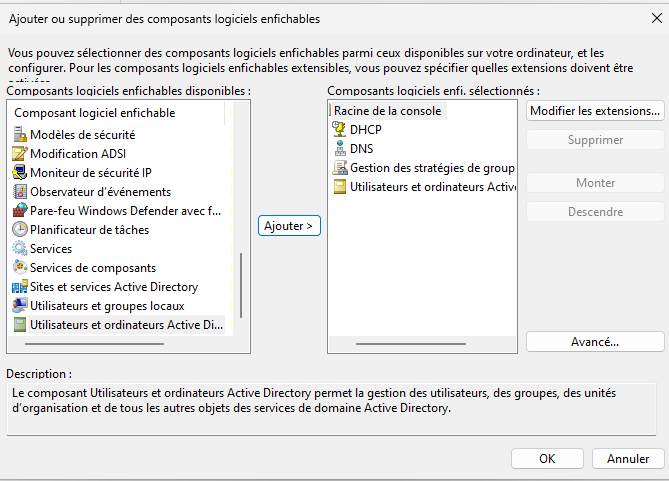 Ajouter ou supprimer des composants logiciels enfichables
Vous pouvez sélectionner des composants logiciels enfichables parmi ceux disponibles sur votre ordinateur, et les
configurer. Pour les composants logiciels enfichables extensibles, vous pouvez spécifier quelles extensions doivent être
activées.
Composants logiciels enfichables disponibles :
Composant logiciel enfichable
Modèles de sécurité
Modification ADSI
Moniteur de sécurité IP
Observateur d'événements
Pare-feu Windows Defender avec f...
Planificateur de tâches
Services
Services de composants
Sites et services Active Directory
Utilisateurs et groupes locaux
Utilisateurs et ordinateurs Active Di...
Ajouter >
Composants logiciels enfi. sélectionnés :
Racine de la console
DHCP
DNS
Gestion des stratégies de group
Utilisateurs et ordinateurs Active
Modifier les extensions...
Supprimer
Monter
Descendre
Avancé...
Description :
Le composant Utilisateurs et ordinateurs Active Directory permet la gestion des utilisateurs, des groupes, des unités
d'organisation et de tous les autres objets des services de domaine Active Directory.
OK
Annuler